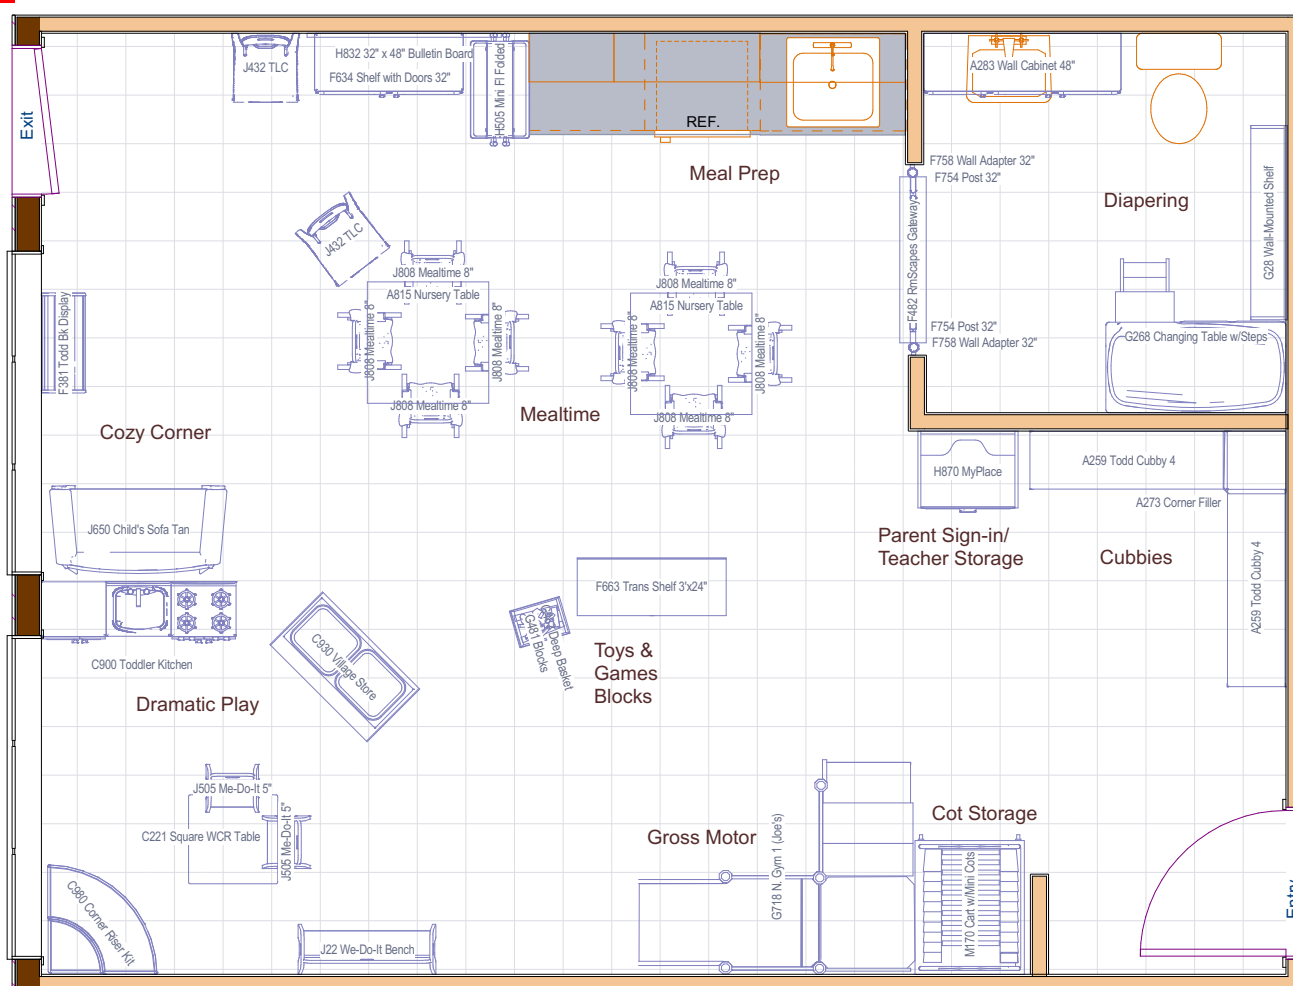 H832 32" x 48" Bulletin Board
J432 TLC
F634 Shelf with Doors 32"
H505 Mini Fl Folded
REF.
A283 Wall Cabinet 48"
Exit
Meal Prep
F758 Wall Adapter 32"
F754 Post 32"
Diapering
G28 Wall-Mounted Shelf
J432 TLC
F482 RmScapes Gateway
J808 Mealtime 8"
A815 Nursery Table
J808 Mealtime 8"
J808 Mealtime 8"
J808 Mealtime 8"
J808 Mealtime 8"
A815 Nursery Table
J808 Mealtime 8"
J808 Mealtime 8"
J808 Mealtime 8"
F381 Todd Bk Display
F754 Post 32"
F758 Wall Adapter 32"
G268 Changing Table w/Steps
Mealtime
Cozy Corner
H870 MyPlace
A259 Todd Cubby 4
A273 Corner Filler
J650 Child's Sofa Tan
Parent Sign-in/
Teacher Storage
Cubbies
A259 Todd Cubby 4
F663 Trans Shelf 3'x24"
Deep Basket
G481 Blocks
Toys &
Games
Blocks
C900 Toddler Kitchen
C930 Village Store
Dramatic Play
J505 Me-Do-It 5"
C221 Square WCR Table
J505 Me-Do-It 5"
Gross Motor
G718 N. Gym 1 (Joe's)
Cot Storage
M170 Cart w/Mini Cots
C980 Corner Riser Kit
J22 We-Do-It Bench
Entry